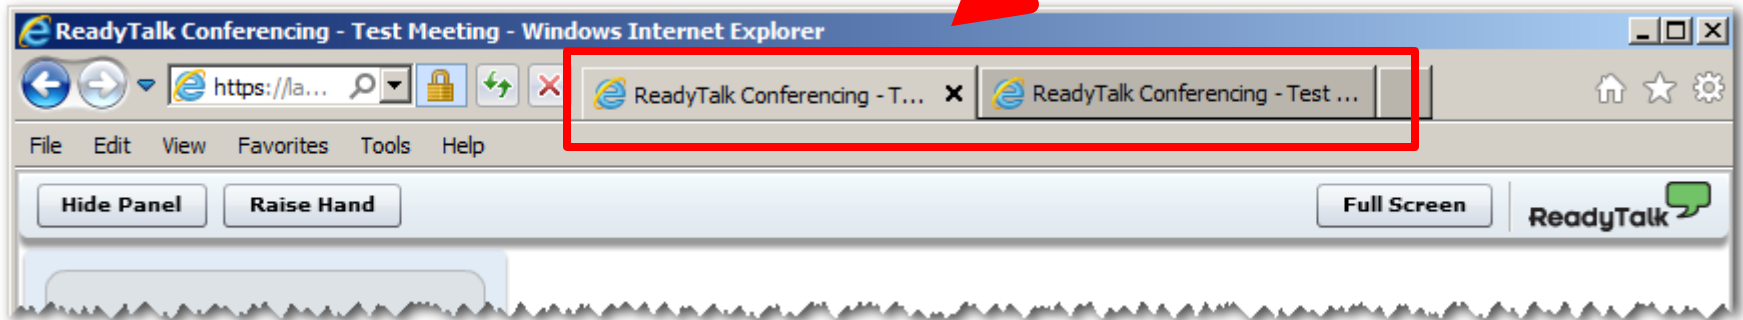 ReadyTalk Conferencing - Test Meeting - Windows Internet Explorer
https://la...
ReadyTalk Conferencing - T...
ReadyTalk Conferencing - Test ...
File Edit View Favorites Tools Help
Hide Panel
Raise Hand
Full Screen
ReadyTalk